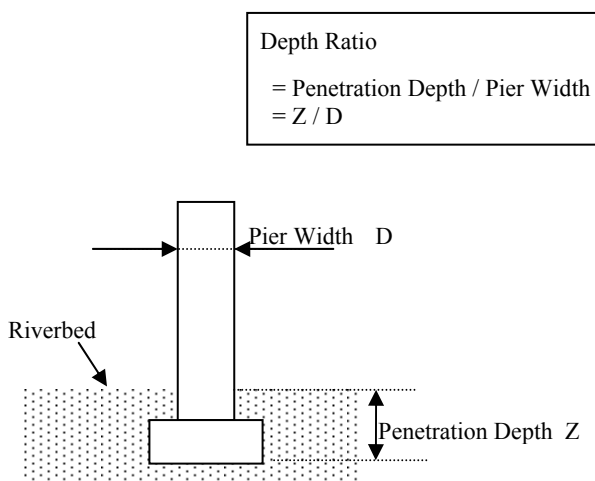 Depth Ratio
= Penetration Depth / Pier Width
= Z / D
Pier Width D
Riverbed
Penetration Depth Z